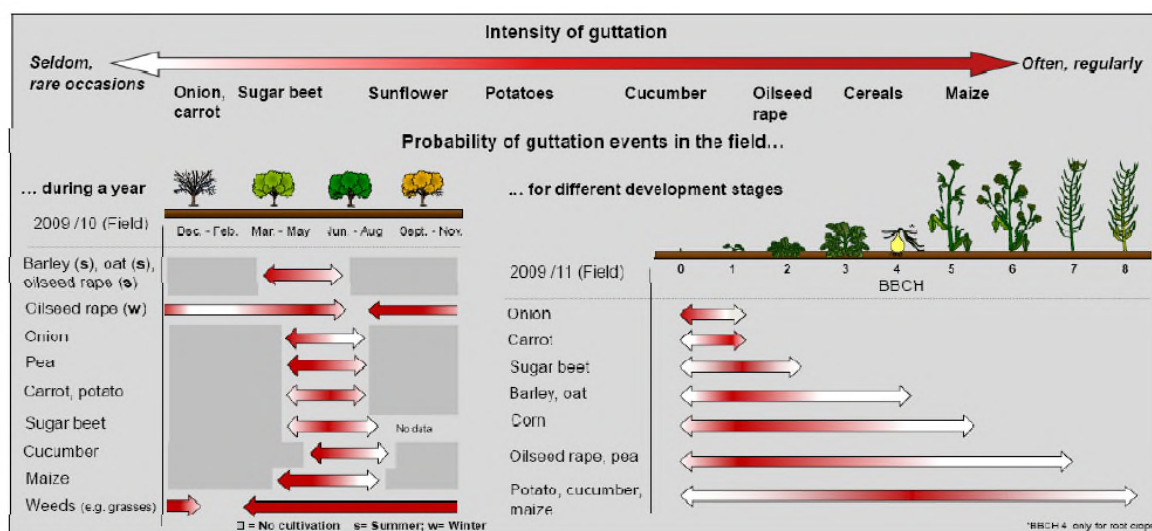 Intensity of guttation
Seldom,
rare occasions
Often, regularly
Onion,
carrot
Sugar beet
Sunflower
Potatoes
Cucumber
Oilseed
rape
Cereals
Maize
Probability of guttation events in the field…
... during a year
2009 /10 (Field)
Dec. - Feb. Mar. - May Jun. - Aug Sept. - Nov.
Barley (s), oat (s),
oilseed rape (s)
Oilseed rape (w)
Onion
Pea
Carrot, potato
Sugar beet
No data
Cucumber
Maize
Weeds (e.g. grasses)
= No cultivation s= Summer; w= Winter
... for different development stages
2009 /11 (Field)
0 1 2 3 4 5 6 7 8
BBCH
Onion
Carrot
Sugar beet
Barley, oat
Corn
Oilseed rape, pea
Potato, cucumber,
maize
*BBCH 4 only for root crops